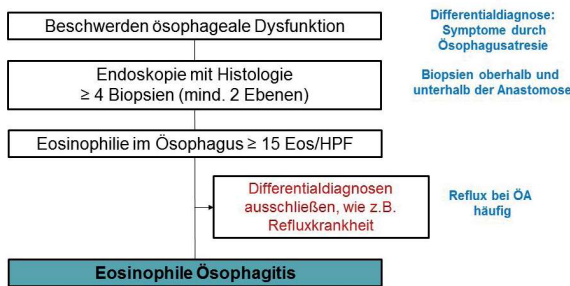 Beschwerden ösophageale Dysfunktion
Differentialdiagnose:
Symptome durch
Ösophagusatresie
Endoskopie mit Histologie
≥ 4 Biopsien (mind. 2 Ebenen)
Biopsien oberhalb und
unterhalb der Anastomose
Eosinophilie im Ösophagus ≥ 15 Eos/HPF
Differentialdiagnosen
ausschließen, wie z.B.
Refluxkrankheit
Reflux bei ÖA
häufig
Eosinophile Ösophagitis